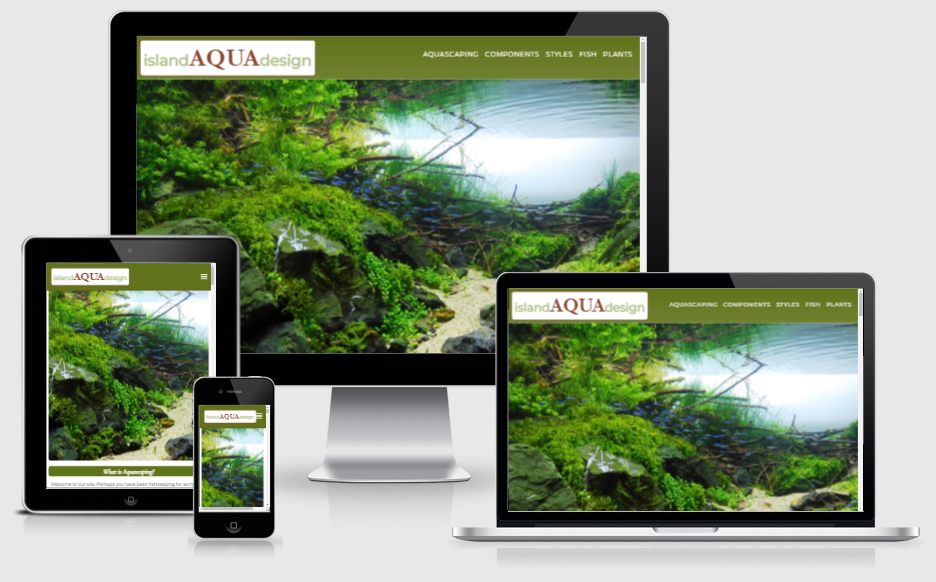 islandAQUAdesign
AQUASCAPING COMPONENTS STYLES FISH PLANTS
islandAQUAdesign
What is Aquascaping?
Welcome to our site. Perhaps you have been fishkeeping for some
islandAQUAdesign
islandAQUAdesign
AQUASCAPING COMPONENTS STYLES FISH PLANTS